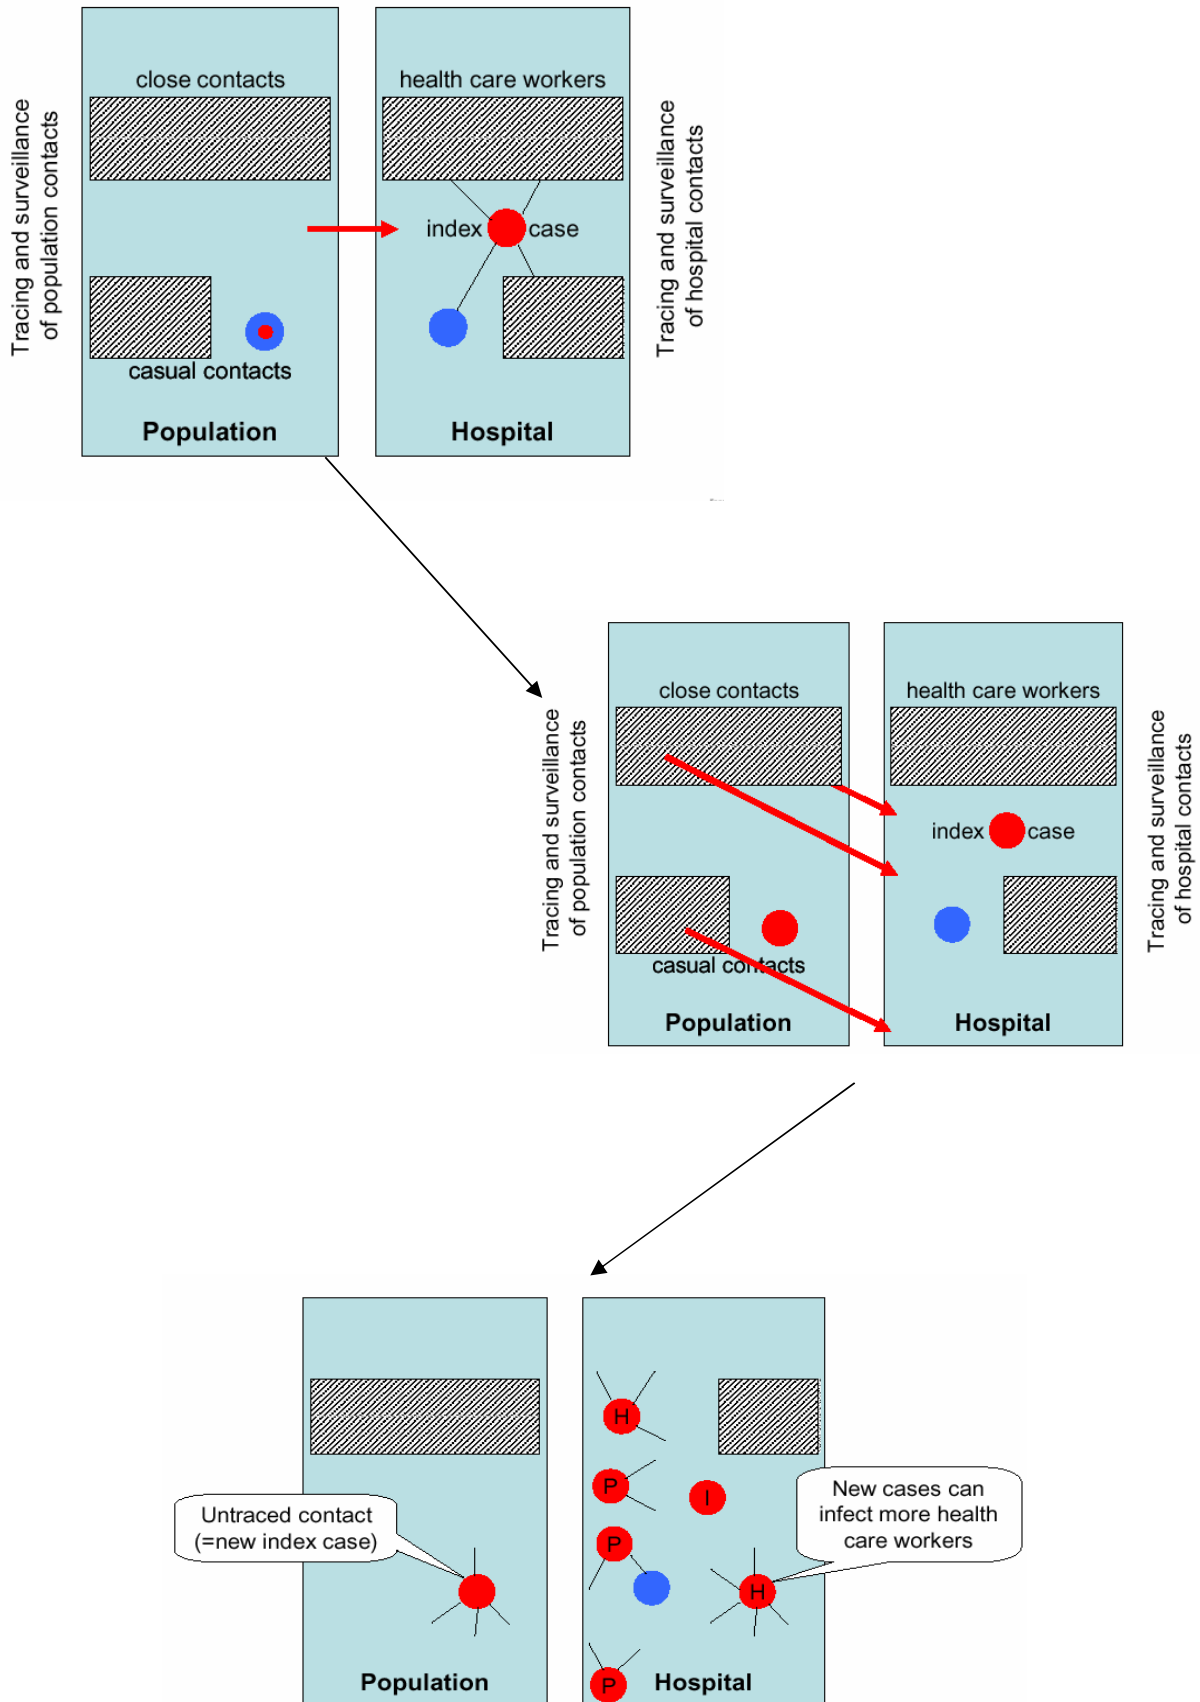 close contacts
health care workers
Tracing and surveillance
of population contacts
index case
Tracing and surveillance
of hospital contacts
casual contacts
Population
Hospital
close contacts
health care workers
Tracing and surveillance
of population contacts
index case
Tracing and surveillance
of hospital contacts
casual contacts
Population
Hospital
H
P
I
New cases can
infect more health
care workers
Untraced contact
(=new index case)
P
H
P
Population
Hospital